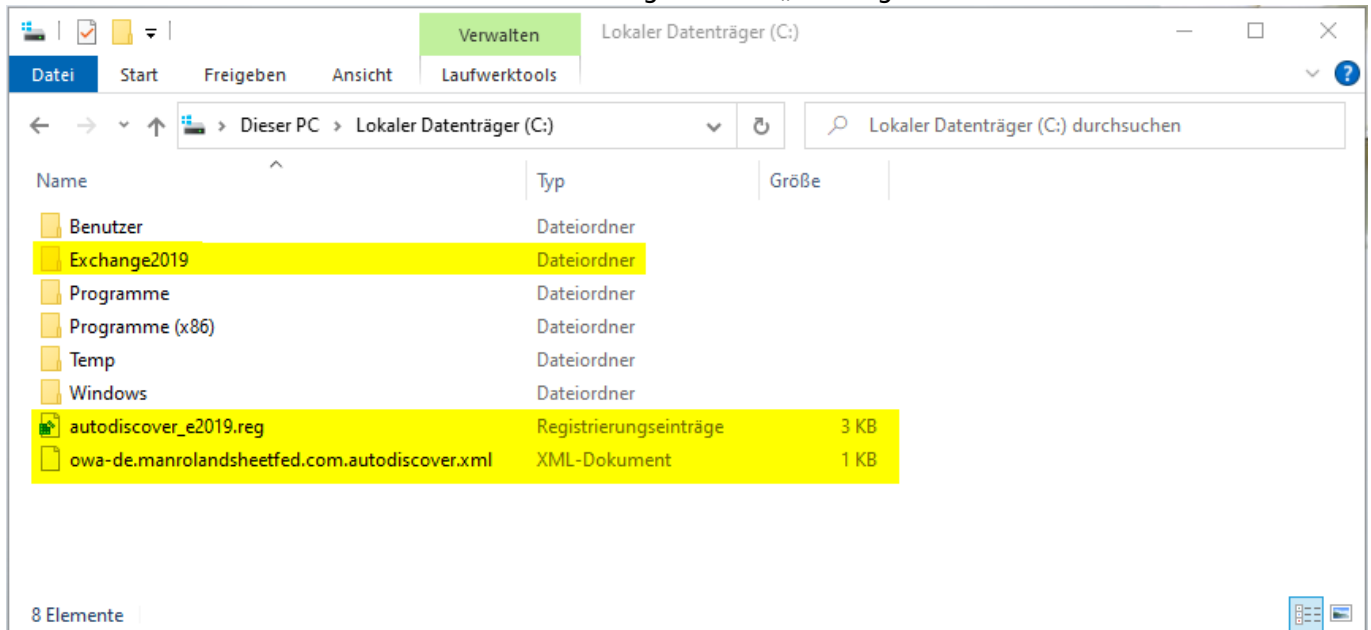 Verwalten Lokaler Datenträger (C:)
Datei Start Freigeben Ansicht Laufwerktools
Dieser PC › Lokaler Datenträger (C:) Lokaler Datenträger (C:) durchsuchen
Name Typ Größe
Benutzer Dateiordner
Exchange2019 Dateiordner
Programme Dateiordner
Programme (x86) Dateiordner
Temp Dateiordner
Windows Dateiordner
autodiscover_e2019.reg Registrierungseinträge 3 KB
owa-de.manrolandsheetfed.com.autodiscover.xml XML-Dokument 1 KB
8 Elemente